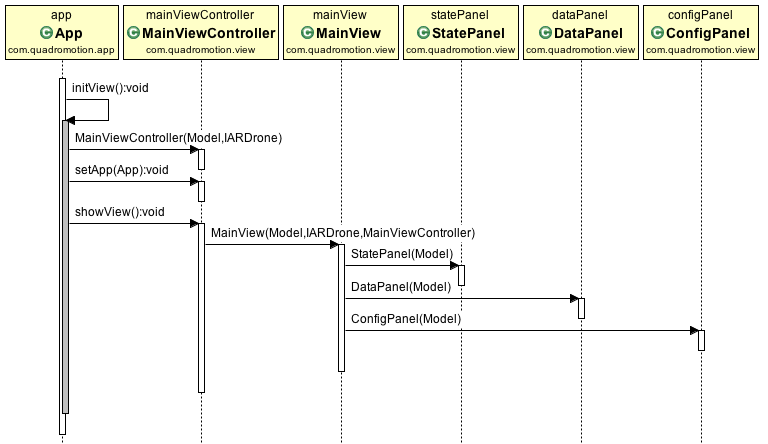 app mainViewController mainView statePanel dataPanel configPanel
C App C MainViewController C MainView C StatePanel C DataPanel C ConfigPanel
com.quadromotion.app com.quadromotion.view com.quadromotion.view com.quadromotion.view com.quadromotion.view com.quadromotion.view
initView():void
MainViewController(Model,IARDrone)
setApp(App):void
showView():void
MainView(Model,IARDrone,MainViewController)
StatePanel(Model)
DataPanel(Model)
ConfigPanel(Model)